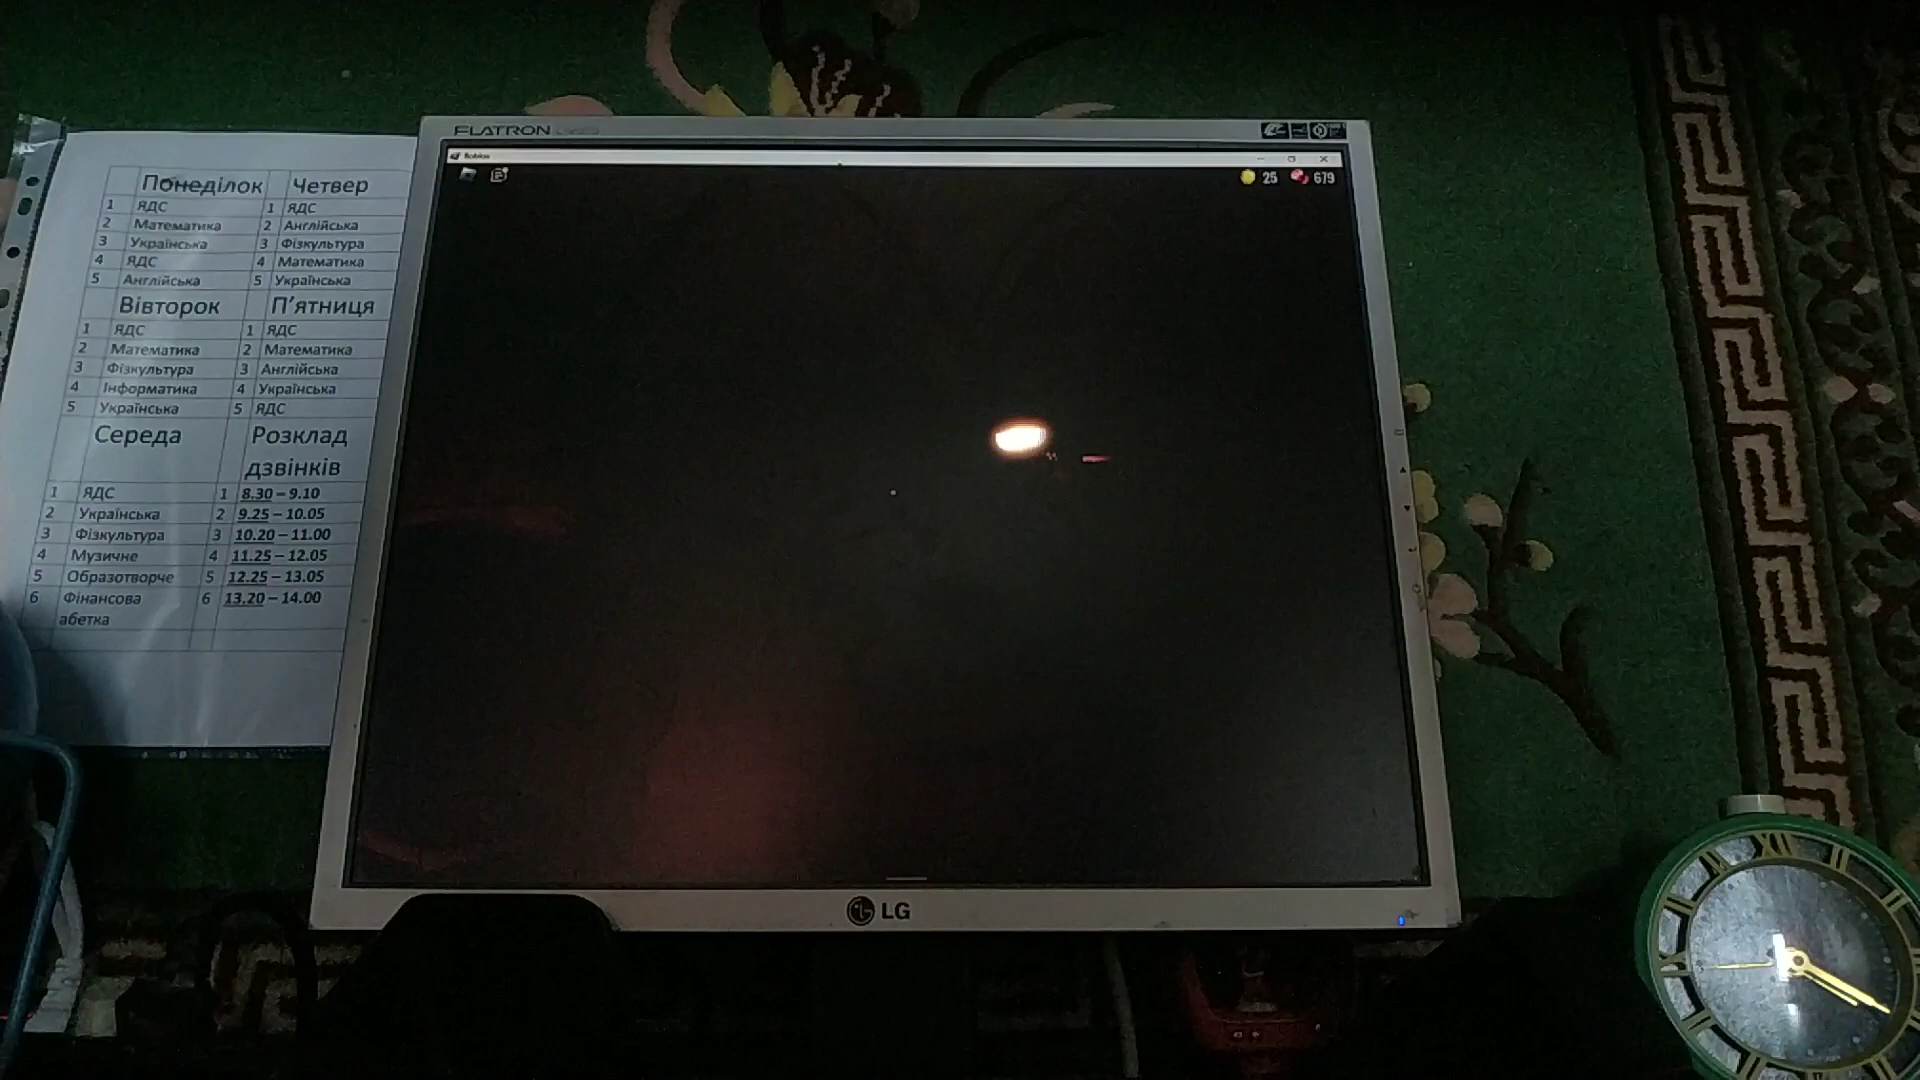 Понеділок Четвер
1 ЯДС 1 ЯДС
2 Математика 2 Англійська
3 Українська 3 Фізкультура
4 ЯДС 4 Математика
5 Англійська 5 Українська
Вівторок П'ятниця
1 ЯДС 1 ЯДС
2 Математика 2 Математика
3 Фізкультура 3 Англійська
4 Інформатика 4 Українська
5 Українська 5 ЯДС
Середа Розклад
дзвінків
1 ЯДС 1 8.30 – 9.10
2 Українська 2 9.25 – 10.05
3 Фізкультура 3 10.20 – 11.00
4 Музичне 4 11.25 – 12.05
5 Образотворче 5 12.25 – 13.05
6 Фінансова 6 13.20 – 14.00
абетка
FLATRON
Roblox
25 679
LG